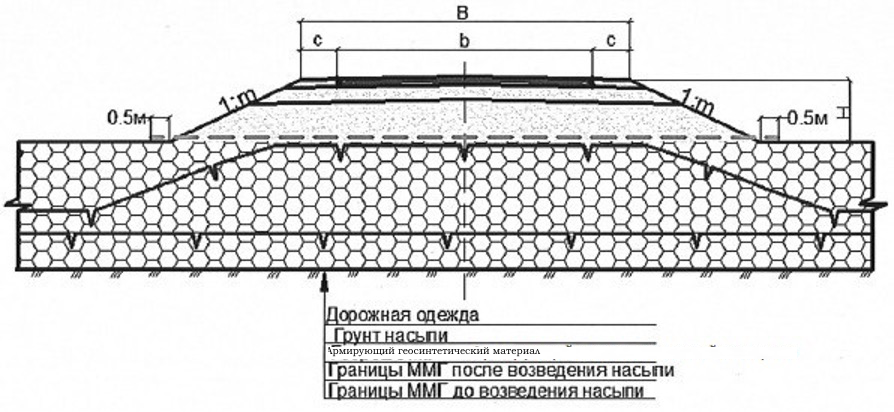 B
c b c
1:m 1:m
0.5м 0.5м
H
Дорожная одежда
Грунт насыпи
Армирующий геосинтетический материал
Границы ММГ после возведения насыпи
Границы ММГ до возведения насыпи